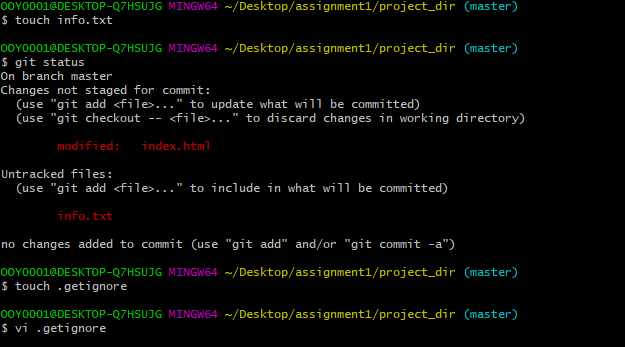 OOYO001@DESKTOP-Q7HSUJG MINGW64 ~/Desktop/assignment1/project_dir (master)
$ touch info.txt
OOYO001@DESKTOP-Q7HSUJG MINGW64 ~/Desktop/assignment1/project_dir (master)
$ git status
On branch master
Changes not staged for commit:
  (use "git add <file>..." to update what will be committed)
  (use "git checkout -- <file>..." to discard changes in working directory)
        modified:   index.html
Untracked files:
  (use "git add <file>..." to include in what will be committed)
        info.txt
no changes added to commit (use "git add" and/or "git commit -a")
OOYO001@DESKTOP-Q7HSUJG MINGW64 ~/Desktop/assignment1/project_dir (master)
$ touch .getignore
OOYO001@DESKTOP-Q7HSUJG MINGW64 ~/Desktop/assignment1/project_dir (master)
$ vi .getignore